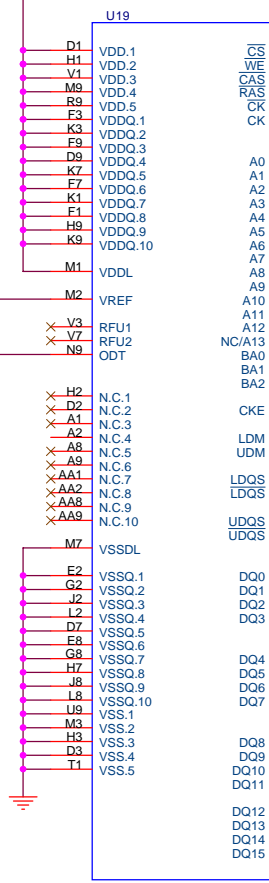 U19
D1 VDD.1 CS
H1 VDD.2 WE
V1 VDD.3 CAS
M9 VDD.4 RAS
R9 VDD.5 CK
F3 VDDQ.1 CK
K3 VDDQ.2
F9 VDDQ.3
D9 VDDQ.4 A0
K7 VDDQ.5 A1
F7 VDDQ.6 A2
K1 VDDQ.7 A3
F1 VDDQ.8 A4
H9 VDDQ.9 A5
K9 VDDQ.10 A6
A7
M1 VDDL A8
A9
M2 VREF A10
A11
V3 RFU1 A12
V7 RFU2 NC/A13
N9 ODT BA0
BA1
BA2
H2 N.C.1
D2 N.C.2 CKE
A1 N.C.3
A2 N.C.4 LDM
A8 N.C.5 UDM
A9 N.C.6
AA1 N.C.7 LDQS
AA2 N.C.8 LDQS
AA8 N.C.9
AA9 N.C.10 UDQS
UDQS
M7 VSSDL
E2 VSSQ.1 DQ0
G2 VSSQ.2 DQ1
J2 VSSQ.3 DQ2
L2 VSSQ.4 DQ3
D7 VSSQ.5
E8 VSSQ.6
G8 VSSQ.7 DQ4
H7 VSSQ.8 DQ5
J8 VSSQ.9 DQ6
L8 VSSQ.10 DQ7
U9 VSS.1
M3 VSS.2
H3 VSS.3 DQ8
D3 VSS.4 DQ9
T1 VSS.5 DQ10
DQ11
DQ12
DQ13
DQ14
DQ15